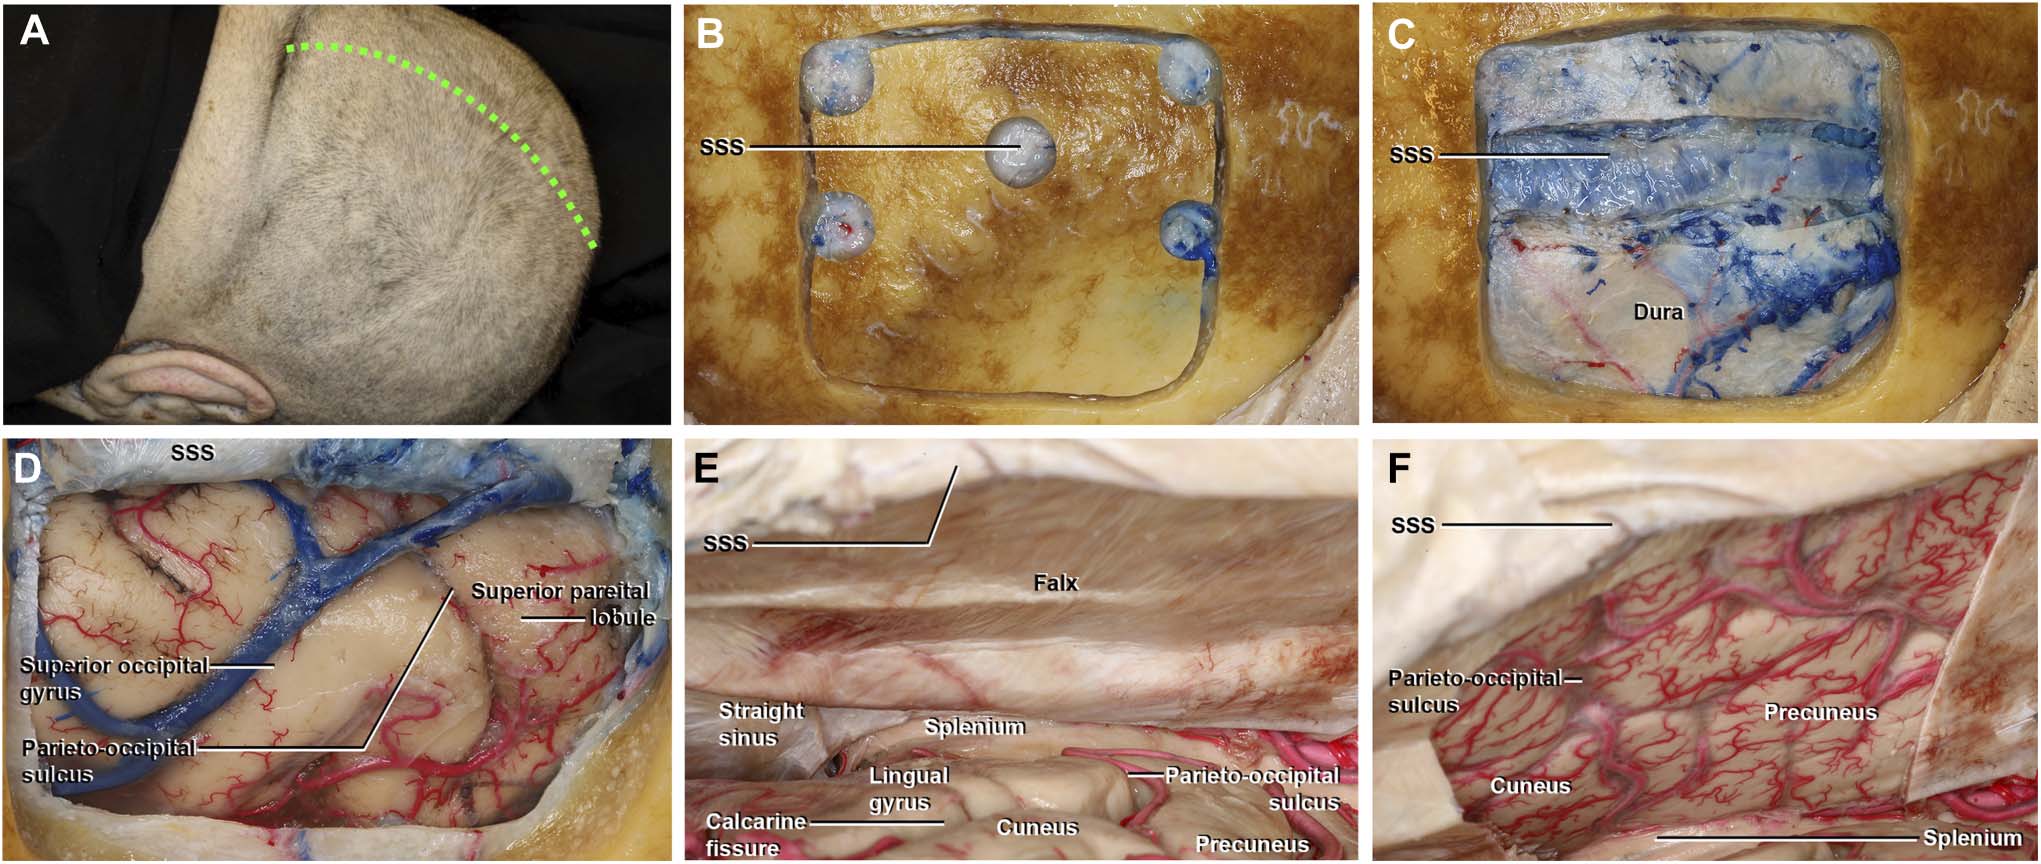 A
B
SSS
C
SSS
Dura
D
SSS
Superior pareital
lobule
Superior occipital
gyrus
Parieto-occipital
sulcus
E
SSS
Falx
Straight
sinus
Splenium
Lingual
gyrus
Parieto-occipital
sulcus
Calcarine
fissure
Cuneus
Precuneus
F
SSS
Parieto-occipital
sulcus
Precuneus
Cuneus
Splenium